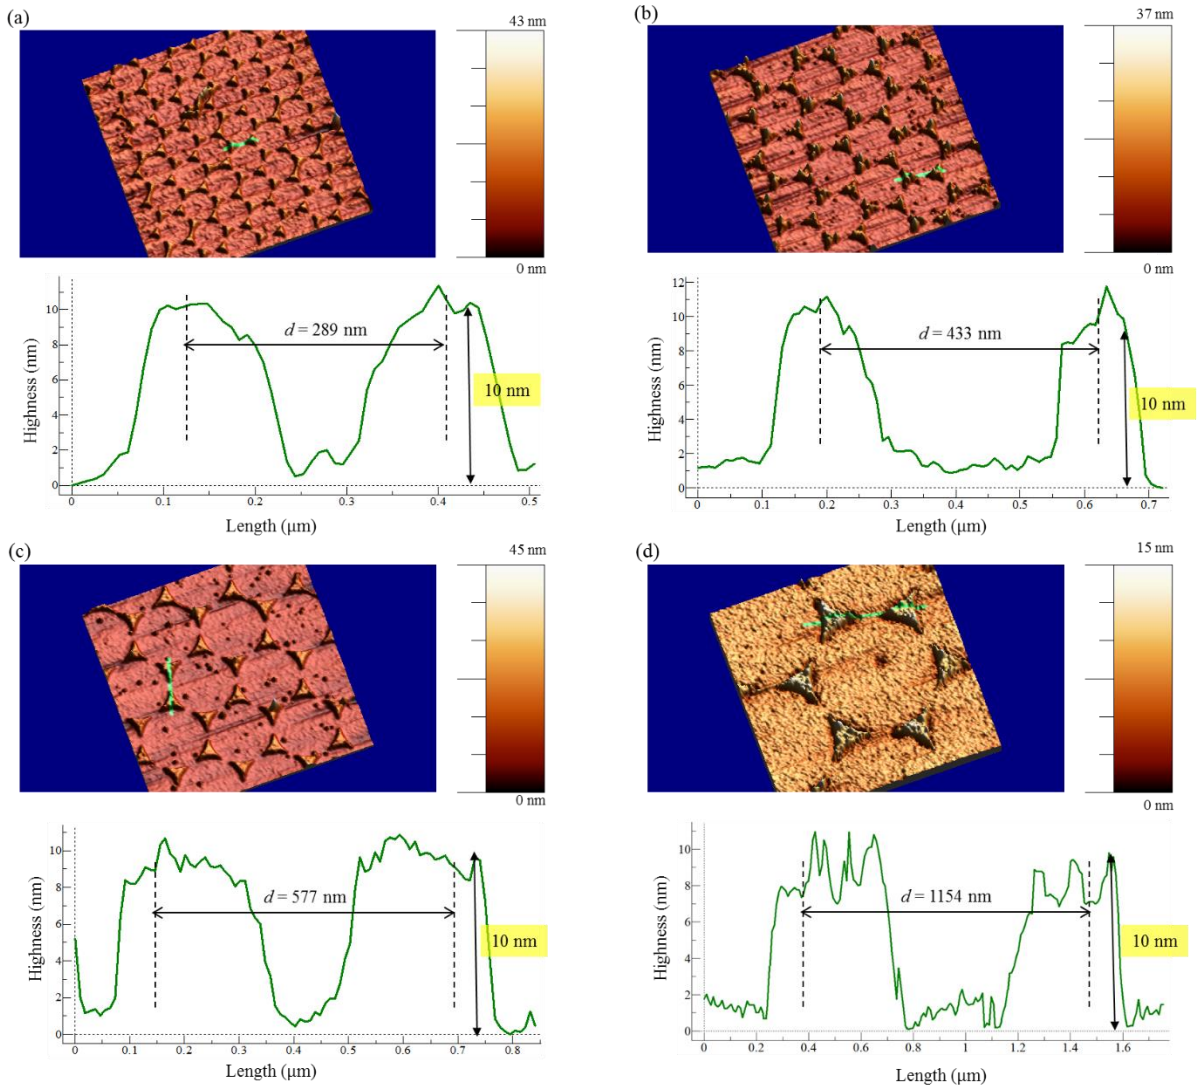 (a)
43 nm
0 nm
Highness (nm)
10
8
6
4
2
0
d = 289 nm
10 nm
0
0.1
0.2
0.3
0.4
0.5
Length (μm)
(b)
37 nm
0 nm
Highness (nm)
12
10
8
6
4
2
0
d = 433 nm
10 nm
0
0.1
0.2
0.3
0.4
0.5
0.6
0.7
Length (μm)
(c)
45 nm
0 nm
Highness (nm)
10
8
6
4
2
0
d = 577 nm
10 nm
0
0.1
0.2
0.3
0.4
0.5
0.6
0.7
0.8
Length (μm)
(d)
15 nm
0 nm
Highness (nm)
10
8
6
4
2
0
d = 1154 nm
10 nm
0
0.2
0.4
0.6
0.8
1
1.2
1.4
1.6
Length (μm)